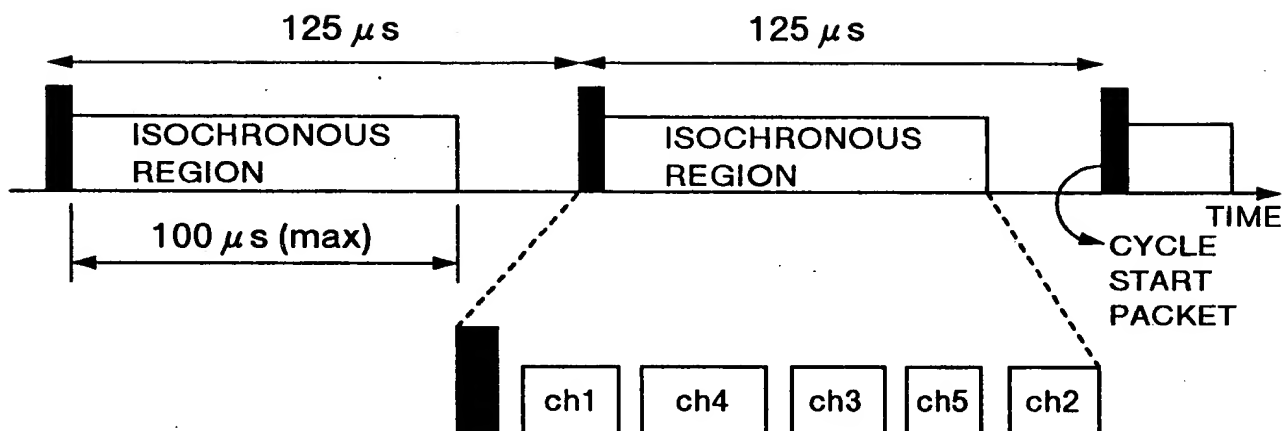 125 μs
125 μs
ISOCHRONOUS
REGION
ISOCHRONOUS
REGION
TIME
100 μs (max)
CYCLE
START
PACKET
ch1
ch4
ch3
ch5
ch2